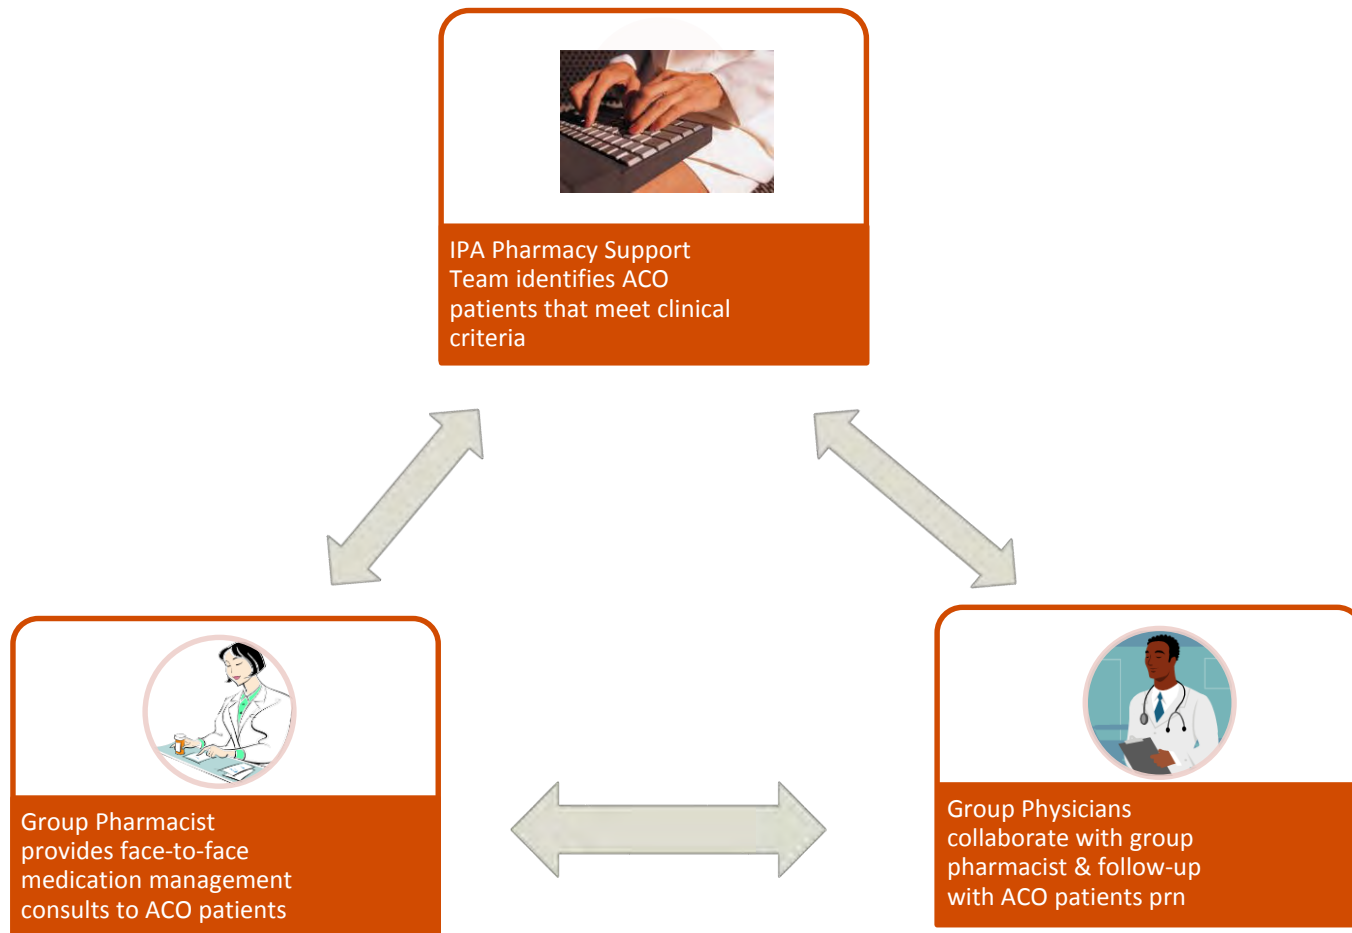 IPA Pharmacy Support
Team identifies ACO
patients that meet clinical
criteria
Group Pharmacist
provides face-to-face
medication management
consults to ACO patients
Group Physicians
collaborate with group
pharmacist & follow-up
with ACO patients prn